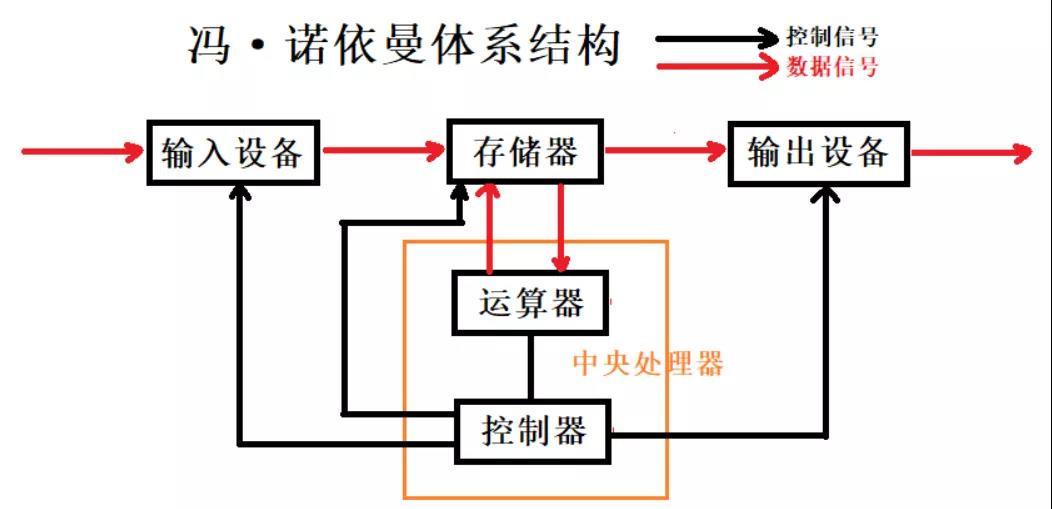 冯·诺依曼体系结构
控制信号
数据信号
输入设备
存储器
输出设备
运算器
中央处理器
控制器